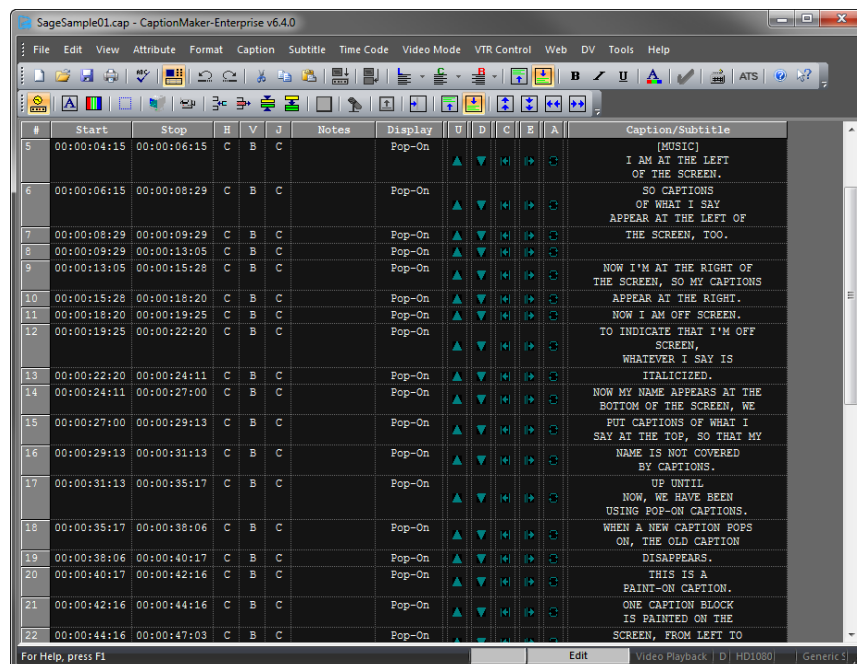 SageSample01.cap - CaptionMaker-Enterprise v6.4.0
File Edit View Attribute Format Caption Subtitle Time Code Video Mode VTR Control Web DV Tools Help
B I U A ATS
A
# Start Stop H V J Notes Display U D C E A Caption/Subtitle
5 00:00:04:15 00:00:06:15 C B C Pop-On [MUSIC]
I AM AT THE LEFT
OF THE SCREEN.
6 00:00:06:15 00:00:08:29 C B C Pop-On SO CAPTIONS
OF WHAT I SAY
APPEAR AT THE LEFT OF
7 00:00:08:29 00:00:09:29 C B C Pop-On THE SCREEN, TOO.
8 00:00:09:29 00:00:13:05 C B C Pop-On
9 00:00:13:05 00:00:15:28 C B C Pop-On NOW I'M AT THE RIGHT OF
THE SCREEN, SO MY CAPTIONS
10 00:00:15:28 00:00:18:20 C B C Pop-On APPEAR AT THE RIGHT.
11 00:00:18:20 00:00:19:25 C B C Pop-On NOW I AM OFF SCREEN.
12 00:00:19:25 00:00:22:20 C B C Pop-On TO INDICATE THAT I'M OFF
SCREEN,
WHATEVER I SAY IS
13 00:00:22:20 00:00:24:11 C B C Pop-On ITALICIZED.
14 00:00:24:11 00:00:27:00 C B C Pop-On NOW MY NAME APPEARS AT THE
BOTTOM OF THE SCREEN, WE
15 00:00:27:00 00:00:29:13 C B C Pop-On PUT CAPTIONS OF WHAT I
SAY AT THE TOP, SO THAT MY
16 00:00:29:13 00:00:31:13 C B C Pop-On NAME IS NOT COVERED
BY CAPTIONS.
17 00:00:31:13 00:00:35:17 C B C Pop-On UP UNTIL
NOW, WE HAVE BEEN
USING POP-ON CAPTIONS.
18 00:00:35:17 00:00:38:06 C B C Pop-On WHEN A NEW CAPTION POPS
ON, THE OLD CAPTION
19 00:00:38:06 00:00:40:17 C B C Pop-On DISAPPEARS.
20 00:00:40:17 00:00:42:16 C B C Pop-On THIS IS A
PAINT-ON CAPTION.
21 00:00:42:16 00:00:44:16 C B C Pop-On ONE CAPTION BLOCK
IS PAINTED ON THE
22 00:00:44:16 00:00:47:03 C B C Pop-On SCREEN, FROM LEFT TO
For Help, press F1 Edit Video Playback D HD1080 Generic S